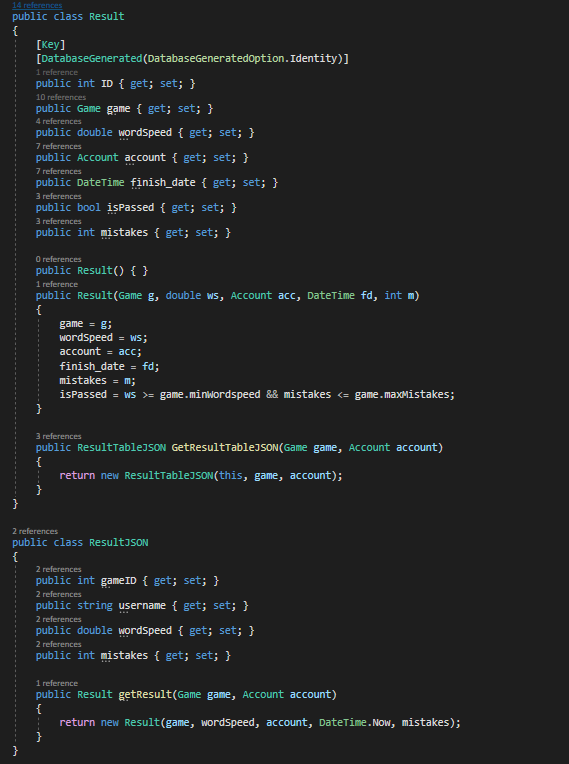 14 references
public class Result
{
[Key]
[DatabaseGenerated(DatabaseGeneratedOption.Identity)]
1 reference
public int ID { get; set; }
10 references
public Game game { get; set; }
4 references
public double wordSpeed { get; set; }
7 references
public Account account { get; set; }
7 references
public DateTime finish_date { get; set; }
3 references
public bool isPassed { get; set; }
3 references
public int mistakes { get; set; }
0 references
public Result() { }
1 reference
public Result(Game g, double ws, Account acc, DateTime fd, int m)
{
game = g;
wordSpeed = ws;
account = acc;
finish_date = fd;
mistakes = m;
isPassed = ws >= game.minWordspeed && mistakes <= game.maxMistakes;
}
3 references
public ResultTableJSON GetResultTableJSON(Game game, Account account)
{
return new ResultTableJSON(this, game, account);
}
}
2 references
public class ResultJSON
{
2 references
public int gameID { get; set; }
2 references
public string username { get; set; }
2 references
public double wordSpeed { get; set; }
2 references
public int mistakes { get; set; }
1 reference
public Result getResult(Game game, Account account)
{
return new Result(game, wordSpeed, account, DateTime.Now, mistakes);
}
}